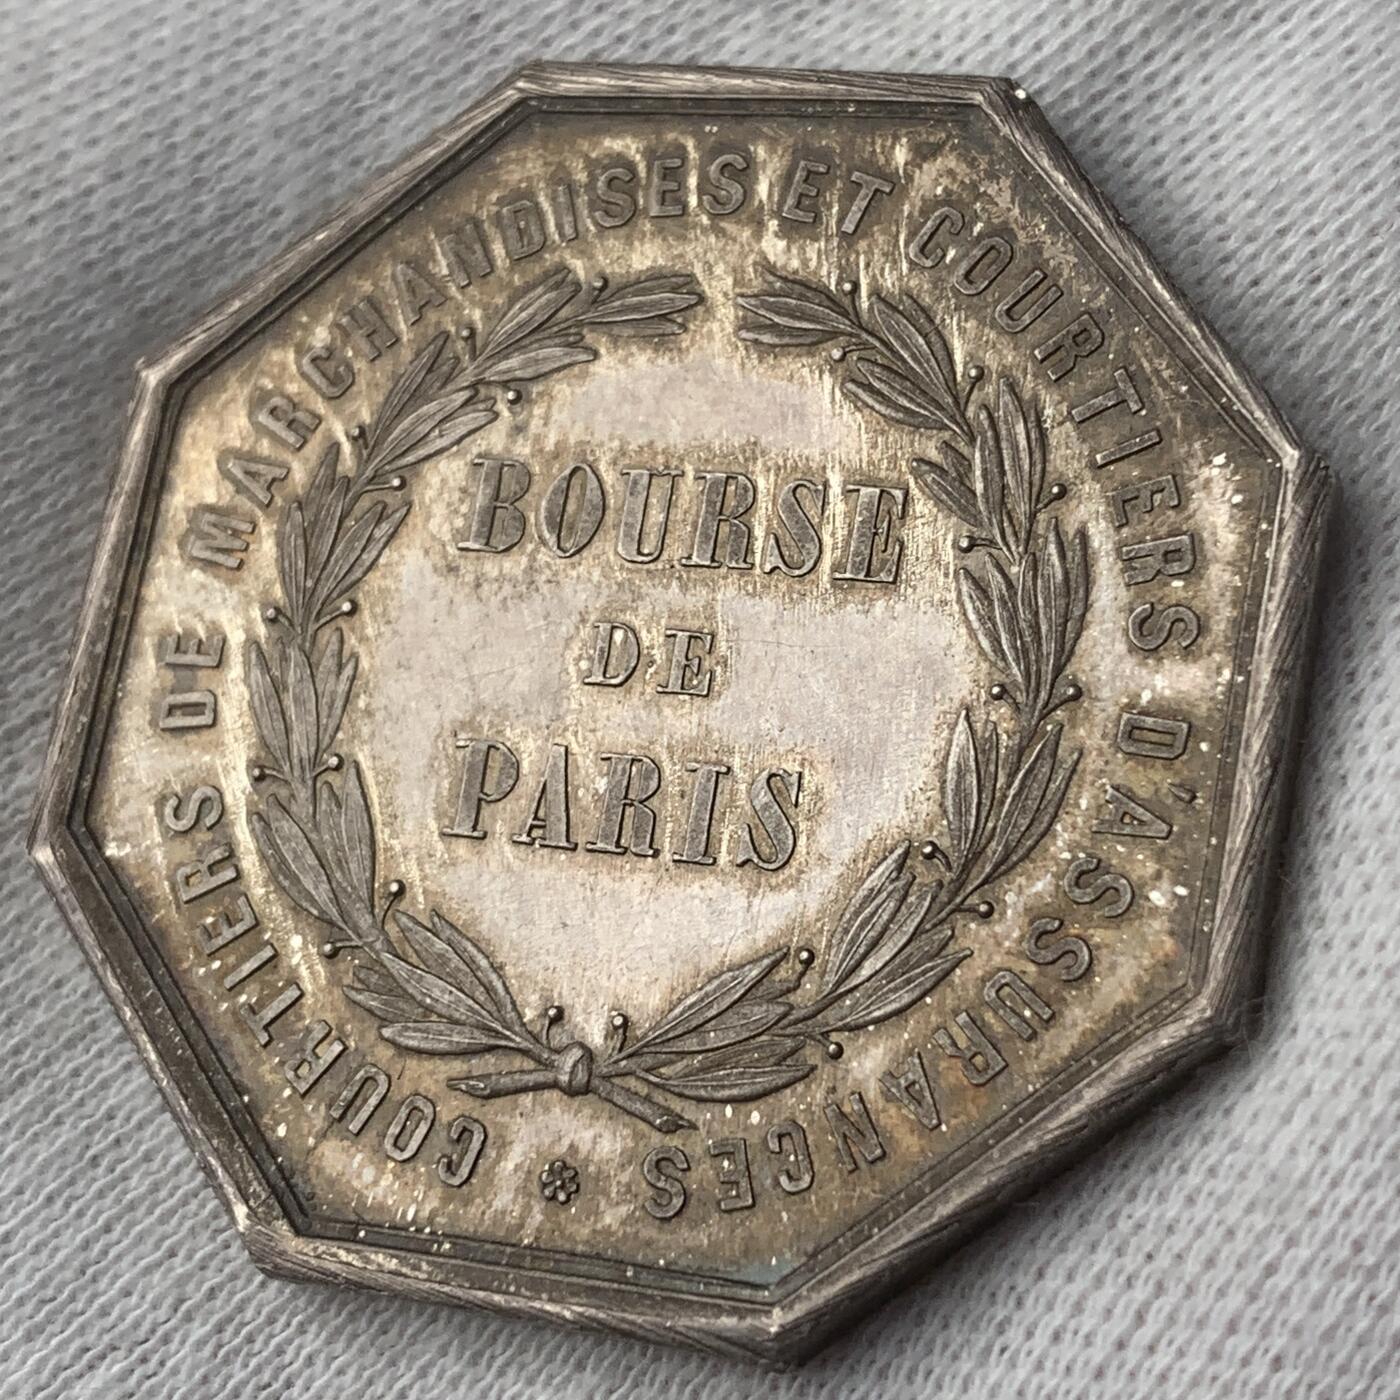 COURTIERS DE MARCHANDISES ET COURTIERS D'ASSURANCES
BOURSE
DE
PARIS